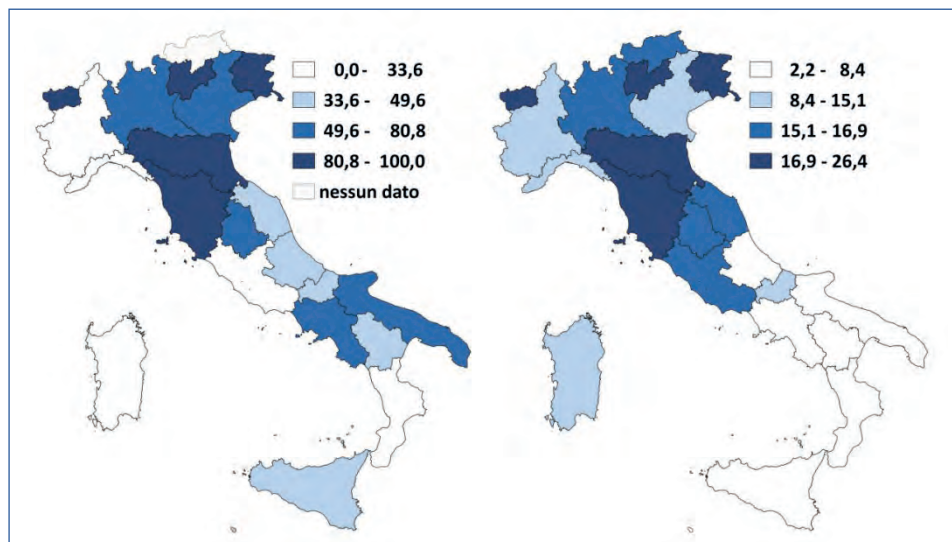 0,0 - 33,6
33,6 - 49,6
49,6 - 80,8
80,8 - 100,0
nessun dato
2,2 - 8,4
8,4 - 15,1
15,1 - 16,9
16,9 - 26,4